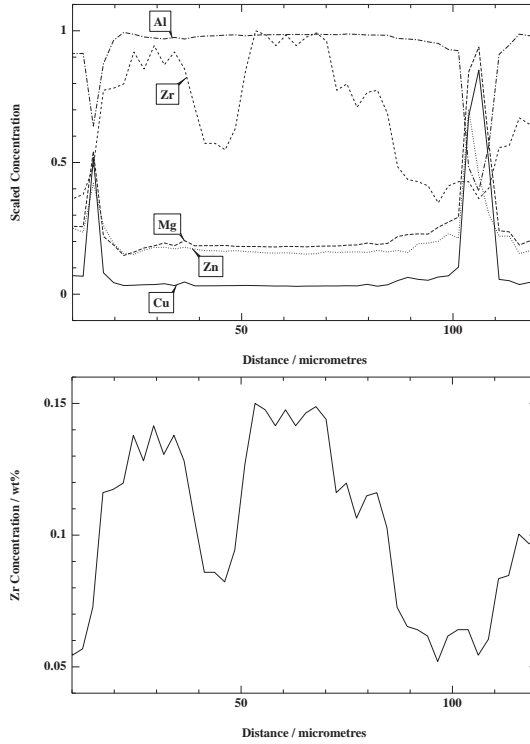 1
Al
Zr
Scaled Concentration
0.5
Mg
Zn
0
Cu
50
100
Distance / micrometres
0.15
Zr Concentration / wt%
0.1
0.05
50
100
Distance / micrometres